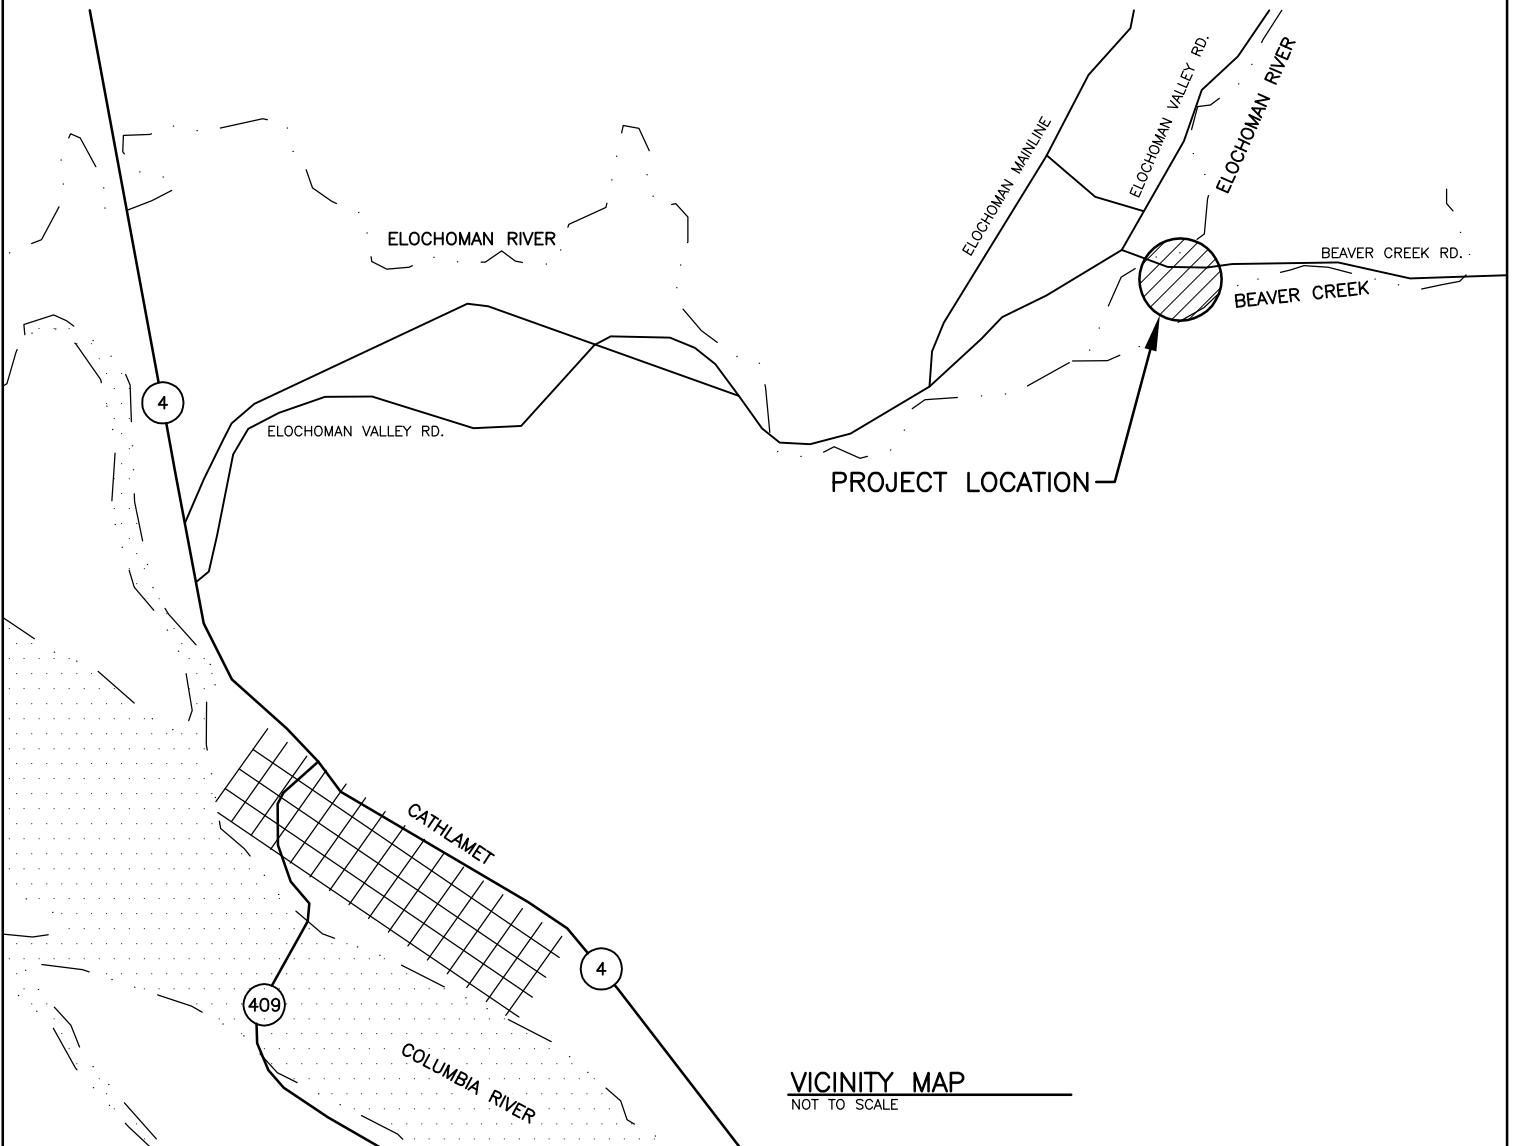 ELOCHOMAN MAINLINE
ELOCHOMAN VALLEY RD.
ELOCHOMAN RIVER
ELOCHOMAN RIVER
BEAVER CREEK RD.
BEAVER CREEK
4
ELOCHOMAN VALLEY RD.
PROJECT LOCATION
CATHLAMET
4
409
COLUMBIA RIVER
VICINITY MAP
NOT TO SCALE